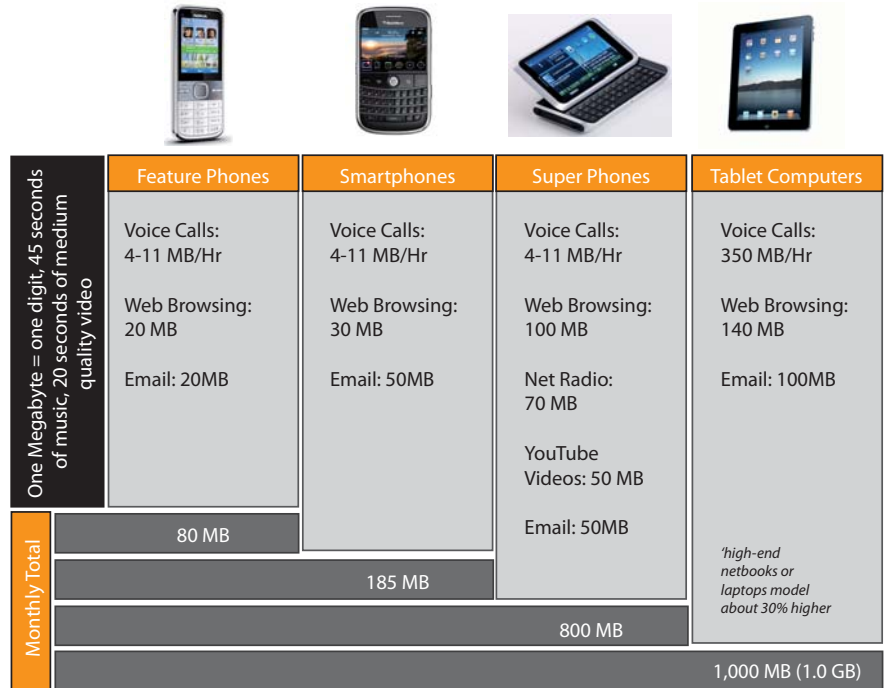 NOKIA
BlackBerry
One Megabyte = one digit, 45 seconds
of music, 20 seconds of medium
quality video
Feature Phones
Voice Calls:
4-11 MB/Hr
Web Browsing:
20 MB
Email: 20MB
Smartphones
Voice Calls:
4-11 MB/Hr
Web Browsing:
30 MB
Email: 50MB
Super Phones
Voice Calls:
4-11 MB/Hr
Web Browsing:
100 MB
Net Radio:
70 MB
YouTube
Videos: 50 MB
Email: 50MB
Tablet Computers
Voice Calls:
350 MB/Hr
Web Browsing:
140 MB
Email: 100MB
‘high-end
netbooks or
laptops model
about 30% higher
Monthly Total
80 MB
185 MB
800 MB
1,000 MB (1.0 GB)